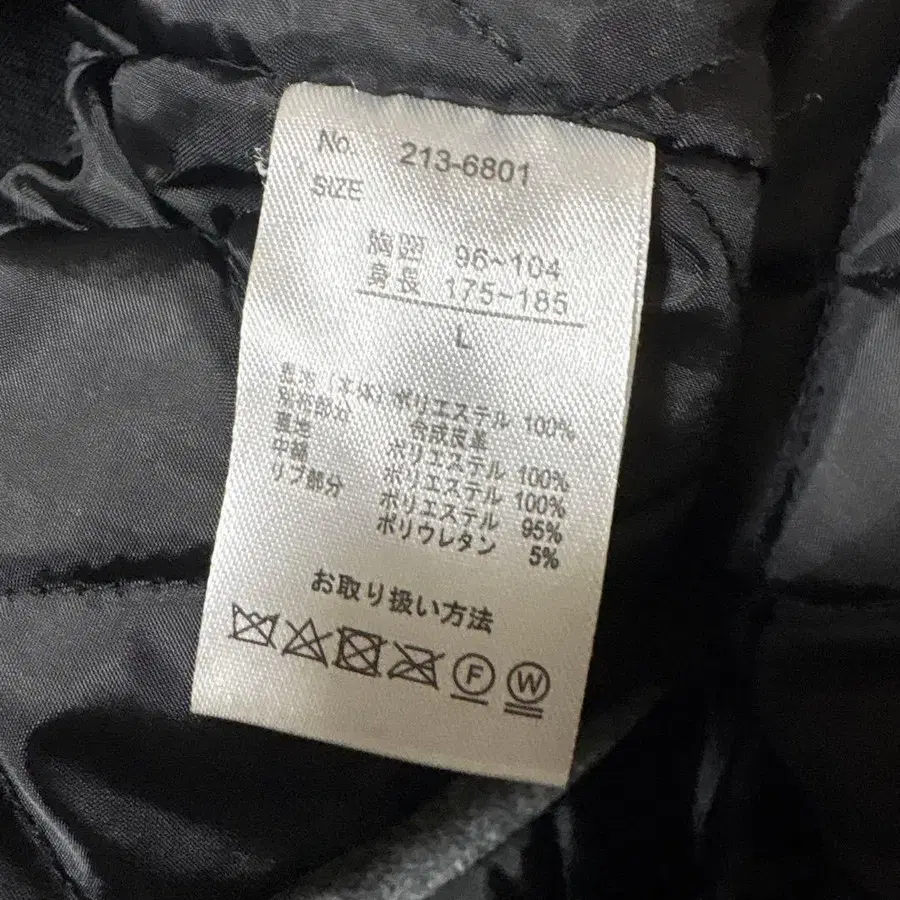 No. 213-6801
SIZE
胸囲 96~104
身長 175~185
L
表地(本体) ポリエステル 100%
別布部分 合成皮革
裏地 ポリエステル 100%
中綿 ポリエステル 100%
リブ部分 ポリエステル 95%
ポリウレタン 5%
お取り扱い方法
F W